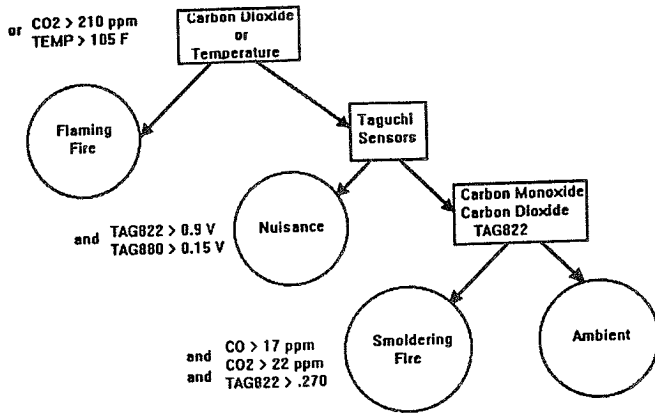 or CO2 > 210 ppm
TEMP > 105 F
Carbon Dioxide
or
Temperature
Flaming
Fire
Taguchi
Sensors
and TAG822 > 0.9 V
TAG880 > 0.15 V
Nuisance
Carbon Monoxide
Carbon Dioxide
TAG822
and CO > 17 ppm
CO2 > 22 ppm
and TAG822 > .270
Smoldering
Fire
Ambient